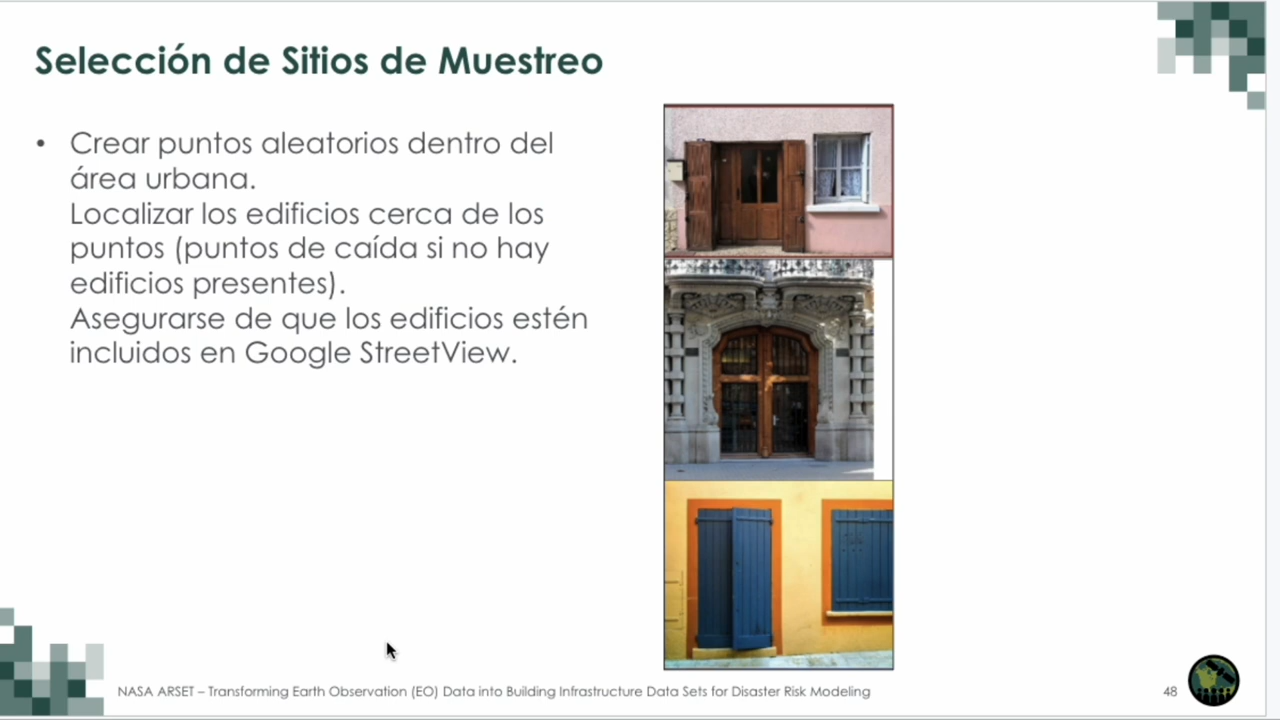 Selección de Sitios de Muestreo
• Crear puntos aleatorios dentro del
área urbana.
Localizar los edificios cerca de los
puntos (puntos de caída si no hay
edificios presentes).
Asegurarse de que los edificios estén
incluidos en Google StreetView.
NASA ARSET – Transforming Earth Observation (EO) Data into Building Infrastructure Data Sets for Disaster Risk Modeling
48